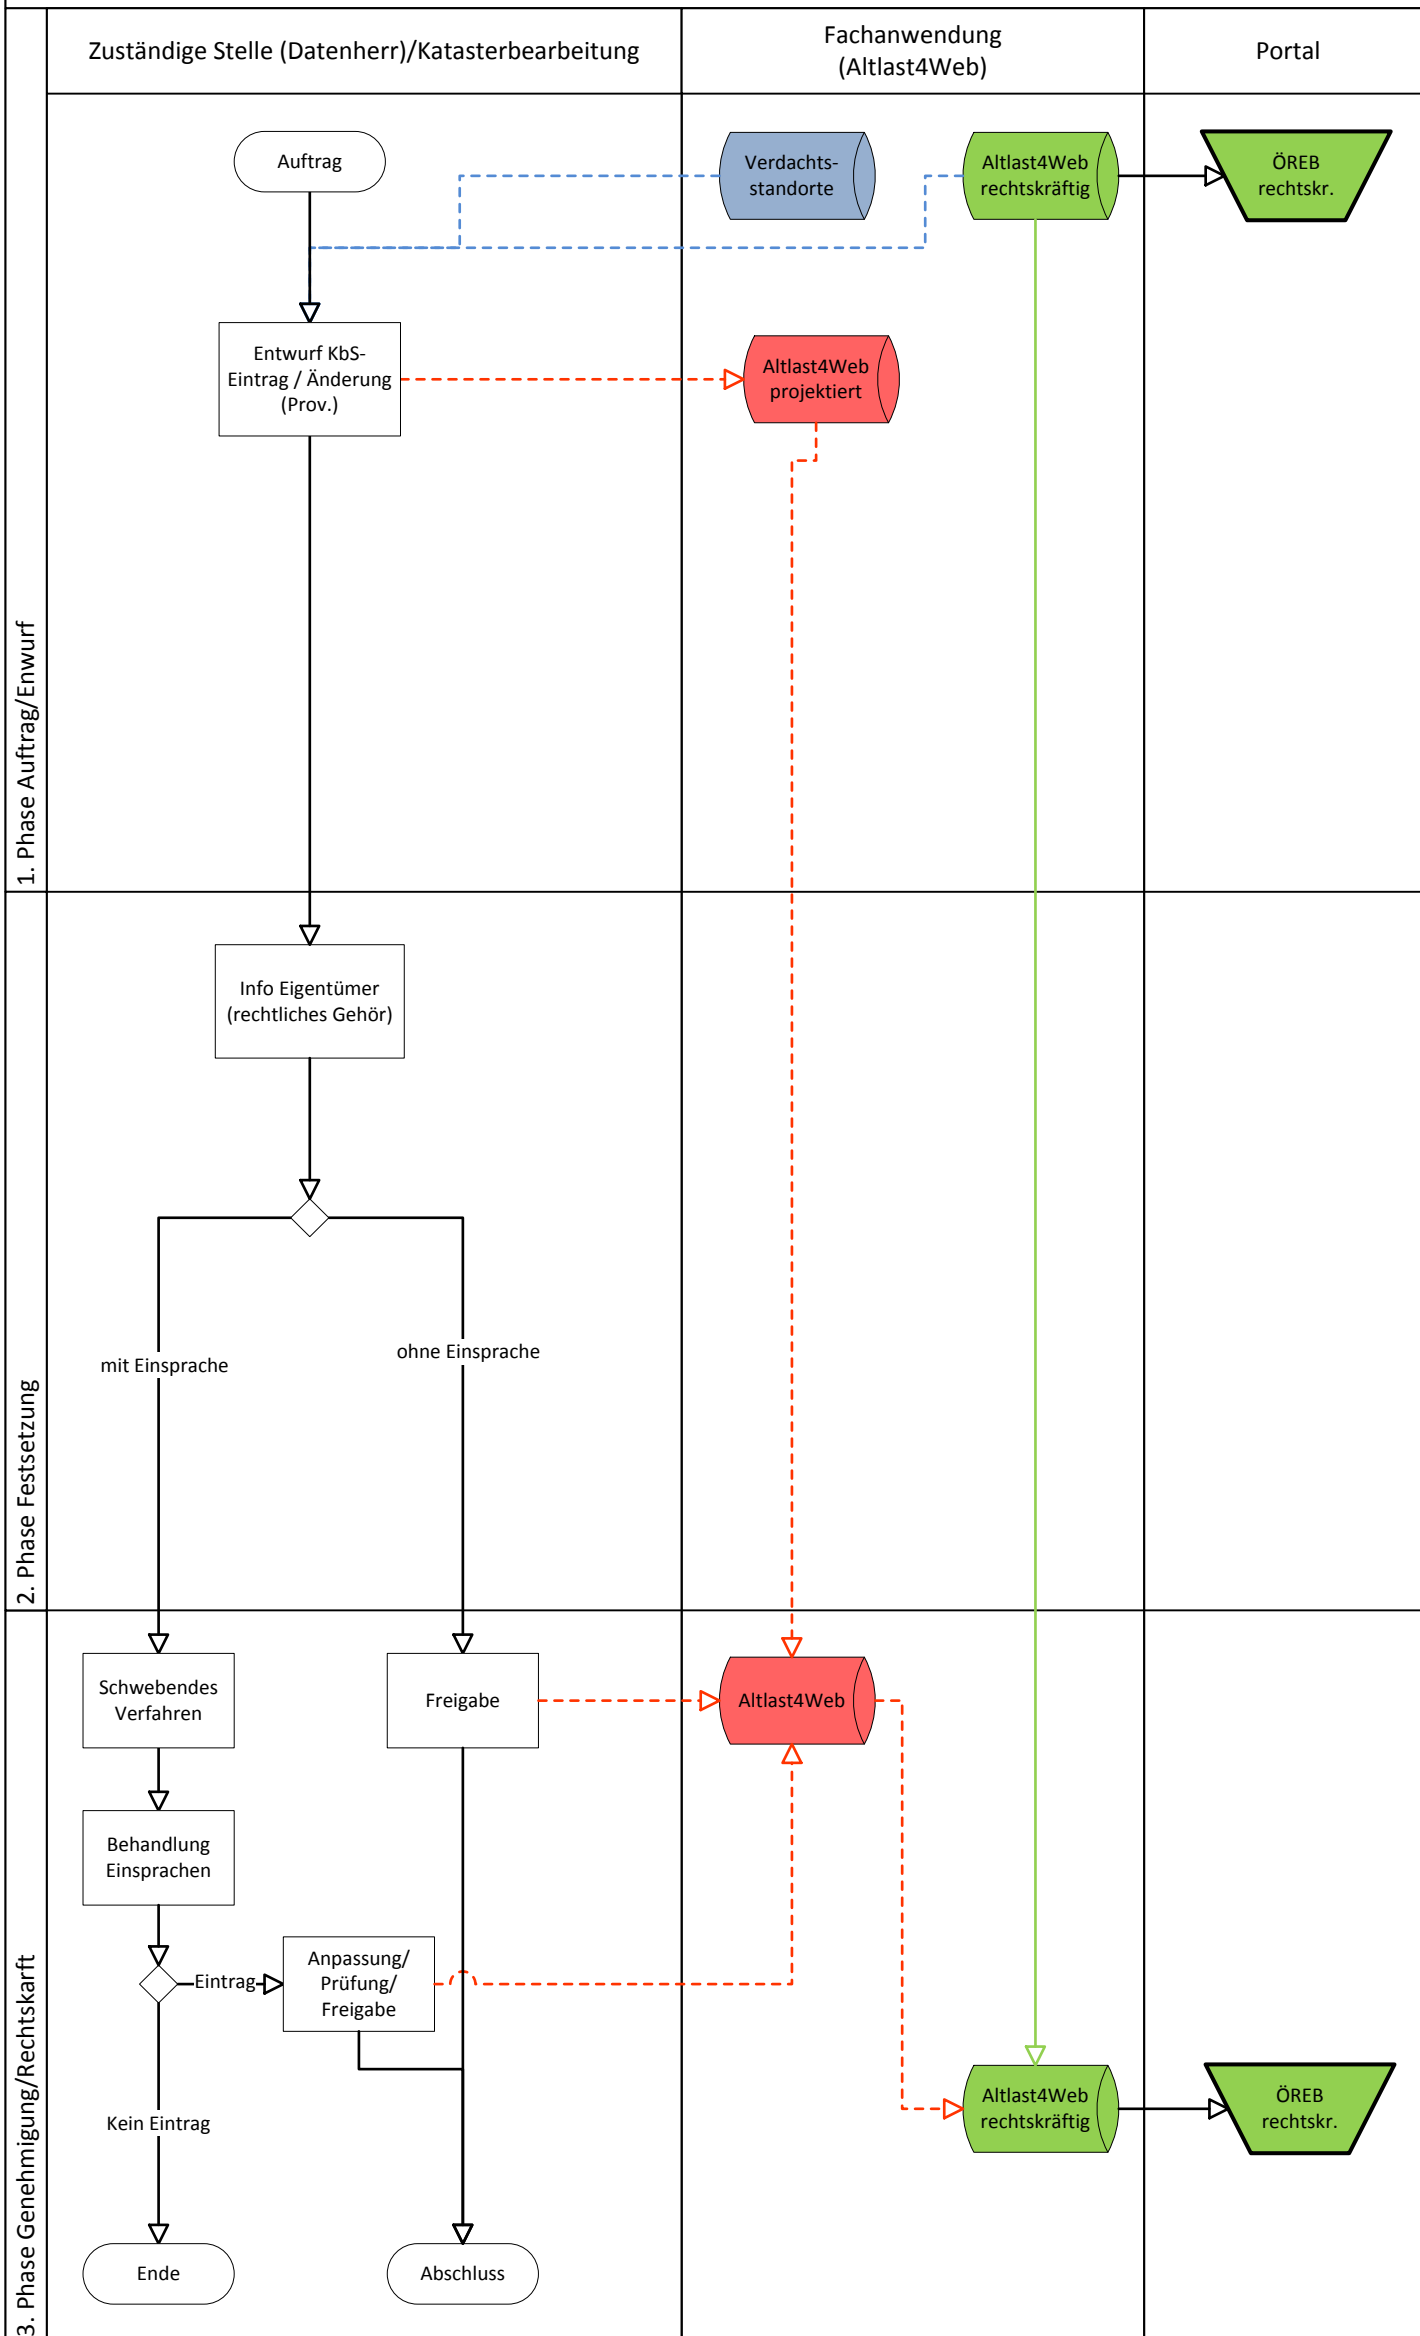 Zuständige Stelle (Datenherr)/Katasterbearbeitung
Fachanwendung
(Altlast4Web)
Portal
1. Phase Auftrag/Enwurf
Auftrag
Verdachts-
standorte
Altlast4Web
rechtskräftig
ÖREB
rechtskr.
Entwurf KbS-
Eintrag / Änderung
(Prov.)
Altlast4Web
projektiert
2. Phase Festsetzung
Info Eigentümer
(rechtliches Gehör)
mit Einsprache
ohne Einsprache
3. Phase Genehmigung/Rechtskarft
Schwebendes
Verfahren
Freigabe
Altlast4Web
Behandlung
Einsprachen
Eintrag
Anpassung/
Prüfung/
Freigabe
Kein Eintrag
Altlast4Web
rechtskräftig
ÖREB
rechtskr.
Ende
Abschluss